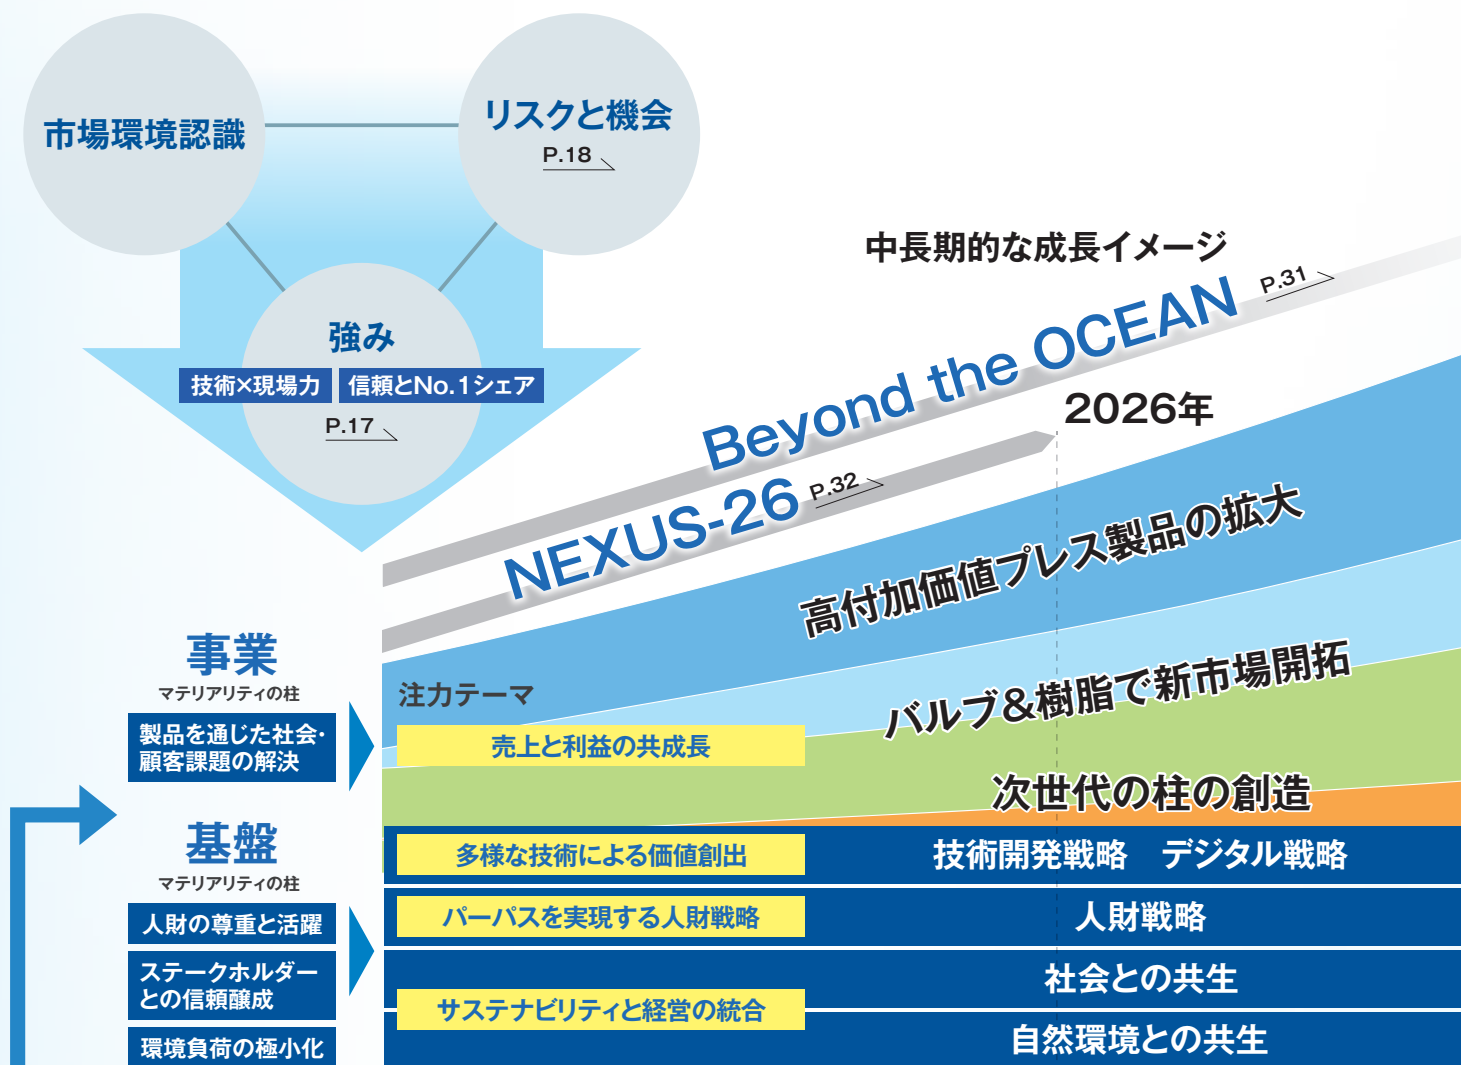 市場環境認識
リスクと機会
P.18
強み
技術×現場力
信頼とNo.1シェア
P.17
中長期的な成長イメージ
Beyond the OCEAN
P.31
2026年
NEXUS-26
P.32
高付加価値プレス製品の拡大
バルブ&樹脂で新市場開拓
次世代の柱の創造
事業
マテリアリティの柱
製品を通じた社会・
顧客課題の解決
注力テーマ
売上と利益の共成長
基盤
マテリアリティの柱
人財の尊重と活躍
ステークホルダー
との信頼醸成
環境負荷の極小化
多様な技術による価値創出
技術開発戦略 デジタル戦略
パーパスを実現する人財戦略
人財戦略
サステナビリティと経営の統合
社会との共生
自然環境との共生